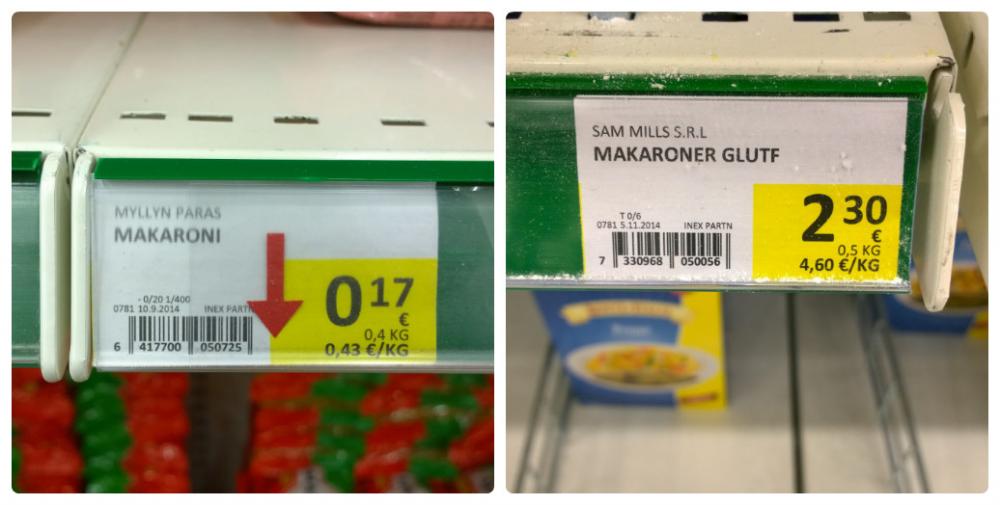 MYLLYN PARAS
MAKARONI
- 0/20 1/400
0781 10.9.2014 INEX PARTN
6 417700 050725
0 17
€
0,4 KG
0,43 €/KG
SAM MILLS S.R.L
MAKARONER GLUTF
T 0/6
0781 5.11.2014 INEX PARTN
7 330968 050056
2 30
€
0,5 KG
4,60 €/KG